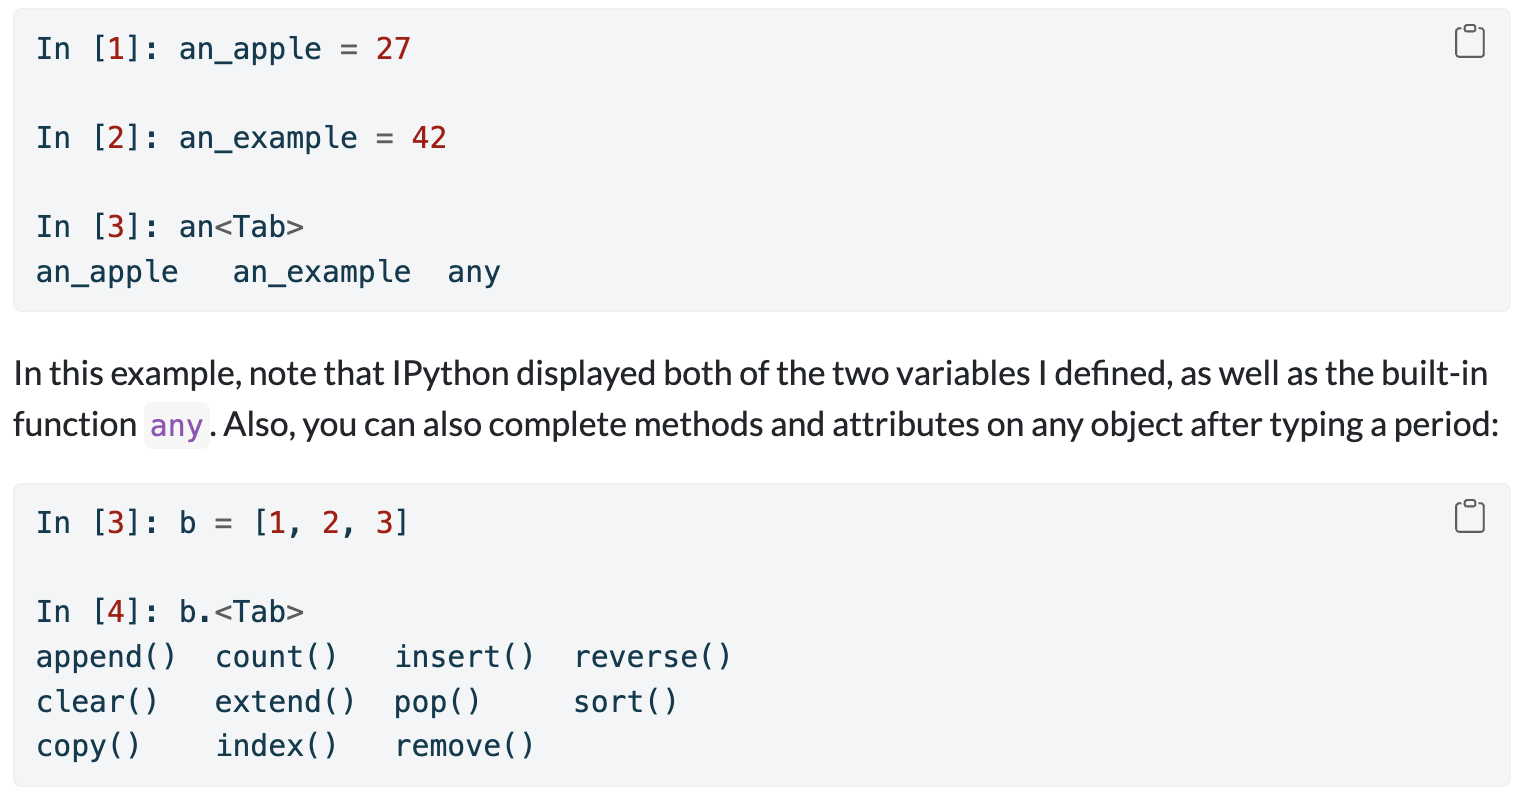 In [1]: an_apple = 27
In [2]: an_example = 42
In [3]: an<Tab>
an_apple   an_example  any
In this example, note that IPython displayed both of the two variables I defined, as well as the built-in
function any. Also, you can also complete methods and attributes on any object after typing a period:
In [3]: b = [1, 2, 3]
In [4]: b.<Tab>
append()  count()   insert()  reverse()
clear()   extend()  pop()     sort()
copy()    index()   remove()